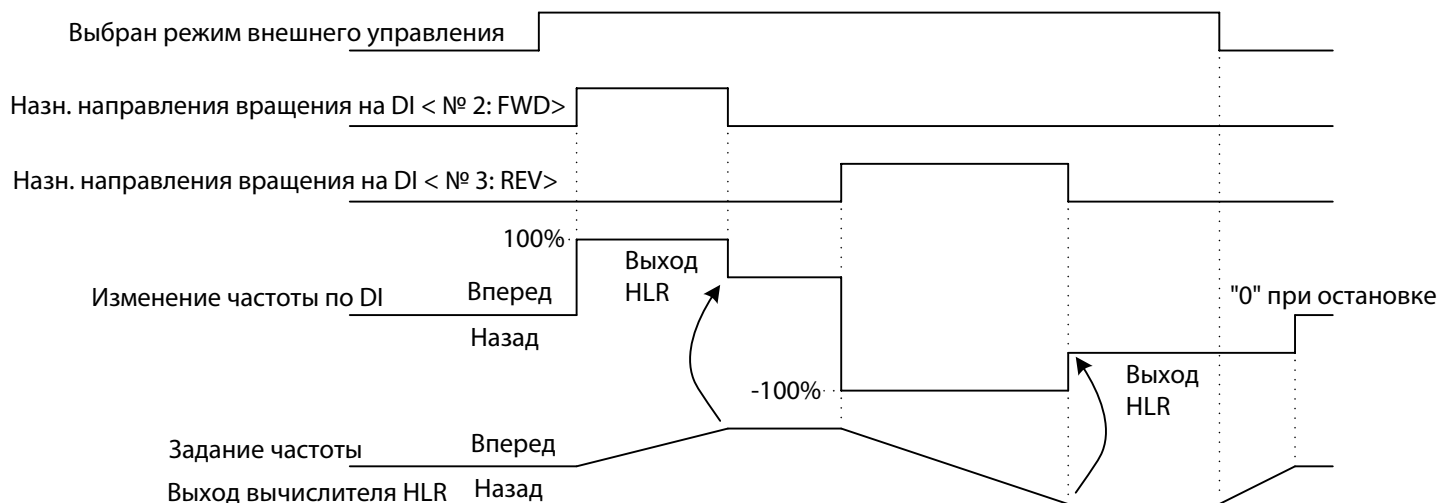 Выбран режим внешнего управления
Назн. направления вращения на DI < № 2: FWD>
Назн. направления вращения на DI < № 3: REV>
100%
Выход
HLR
Изменение частоты по DI
Вперед
Назад
"0" при остановке
-100%
Выход
HLR
Задание частоты
Вперед
Выход вычислителя HLR
Назад